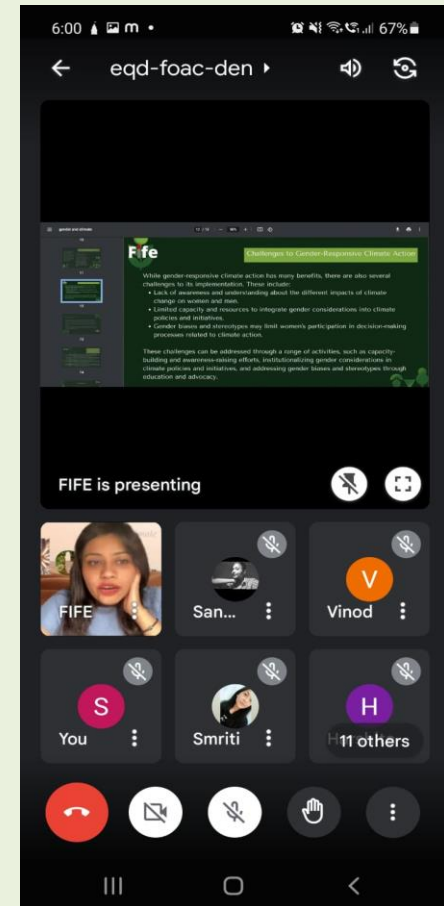 6:00 m • 67%
eqd-foac-den
gender and climate
Fife
Challenges to Gender-Responsive Climate Action
While gender-responsive climate action has many benefits, there are also several
challenges to its implementation. These include:
• Lack of awareness and understanding about the different impacts of climate
change on women and men.
• Limited capacity and resources to integrate gender considerations into climate
policies and initiatives.
• Gender biases and stereotypes may limit women's participation in decision-making
processes related to climate action.
These challenges can be addressed through a range of activities, such as capacity-
building and awareness-raising efforts, institutionalizing gender considerations in
climate policies and initiatives, and addressing gender biases and stereotypes through
education and advocacy.
FIFE is presenting
FIFE
San...
V
Vinod
S
You
Smriti
H
11 others